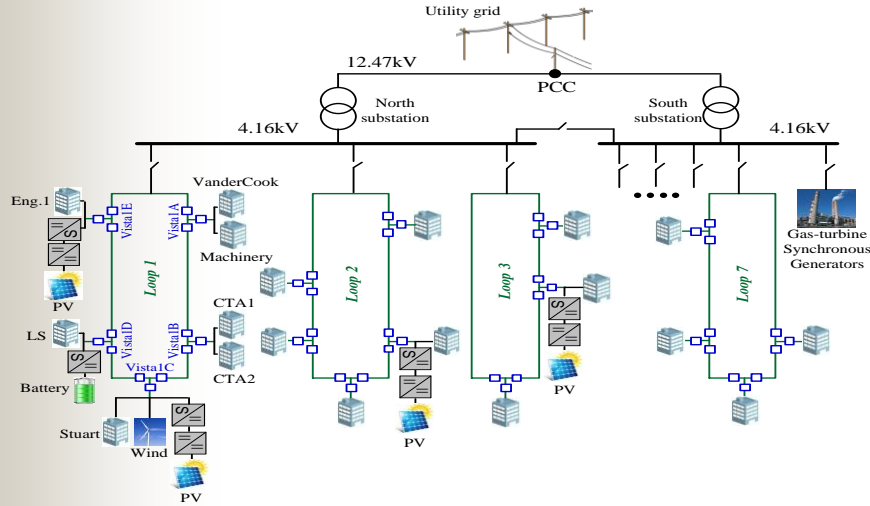 Utility grid
12.47kV
PCC
North
substation
South
substation
4.16kV
4.16kV
Eng.1
Vista1E
Vista1A
VanderCook
Machinery
PV
Loop 1
Loop 2
Loop 3
Loop 7
Gas-turbine
Synchronous
Generators
LS
Vista1D
Vista1B
CTA1
CTA2
Vista1C
Battery
PV
PV
Stuart
Wind
PV
S
S
S
S
S